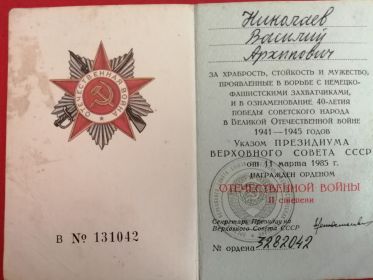 ОТЕЧЕСТВЕННАЯ ВОЙНА
В № 131042
Николаев
Василий
Архипович
ЗА ХРАБРОСТЬ, СТОЙКОСТЬ И МУЖЕСТВО,
ПРОЯВЛЕННЫЕ В БОРЬБЕ С НЕМЕЦКО-
ФАШИСТСКИМИ ЗАХВАТЧИКАМИ,
И В ОЗНАМЕНОВАНИЕ 40-ЛЕТИЯ
ПОБЕДЫ СОВЕТСКОГО НАРОДА
В ВЕЛИКОЙ ОТЕЧЕСТВЕННОЙ ВОЙНЕ
1941—1945 ГОДОВ
УКАЗОМ ПРЕЗИДИУМА
ВЕРХОВНОГО СОВЕТА СССР
от 11 марта 1985 г.
НАГРАЖДЕН ОРДЕНОМ
ОТЕЧЕСТВЕННОЙ ВОЙНЫ
II степени
Секретарь Президиума
Верховного Совета СССР
№ ордена 3282042